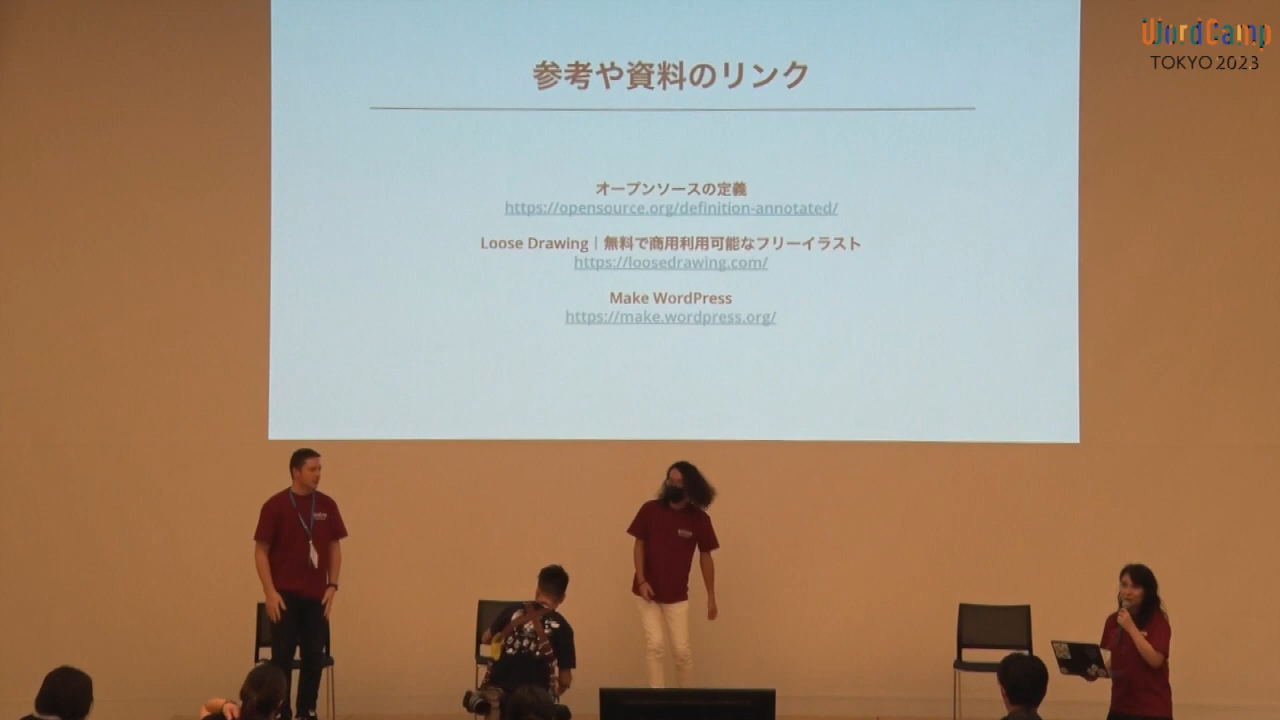 WordCamp
TOKYO 2023
参考や資料のリンク
オープンソースの定義
https://opensource.org/definition-annotated/
Loose Drawing｜無料で商用利用可能なフリーイラスト
https://loosedrawing.com/
Make WordPress
https://make.wordpress.org/